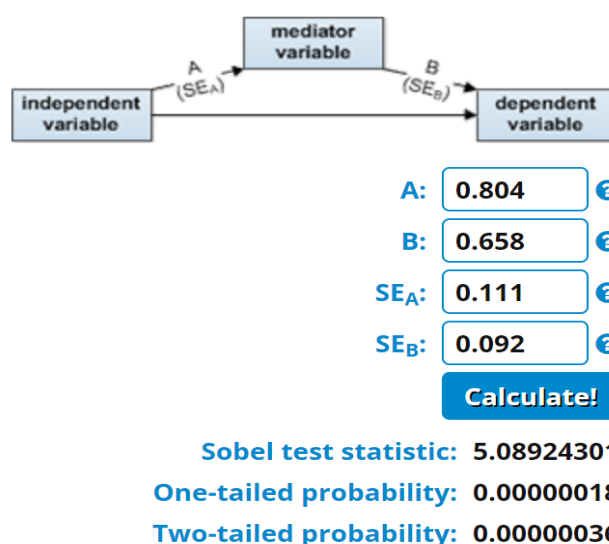 mediator
variable
A
(SEA)
B
(SEB)
independent
variable
dependent
variable
A: 0.804
B: 0.658
SEA: 0.111
SEB: 0.092
Calculate!
Sobel test statistic: 5.0892430
One-tailed probability: 0.0000001
Two-tailed probability: 0.0000003